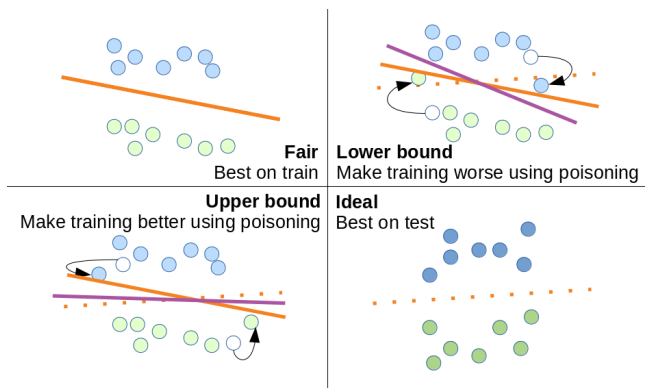 Fair
Best on train
Lower bound
Make training worse using poisoning
Upper bound
Make training better using poisoning
Ideal
Best on test